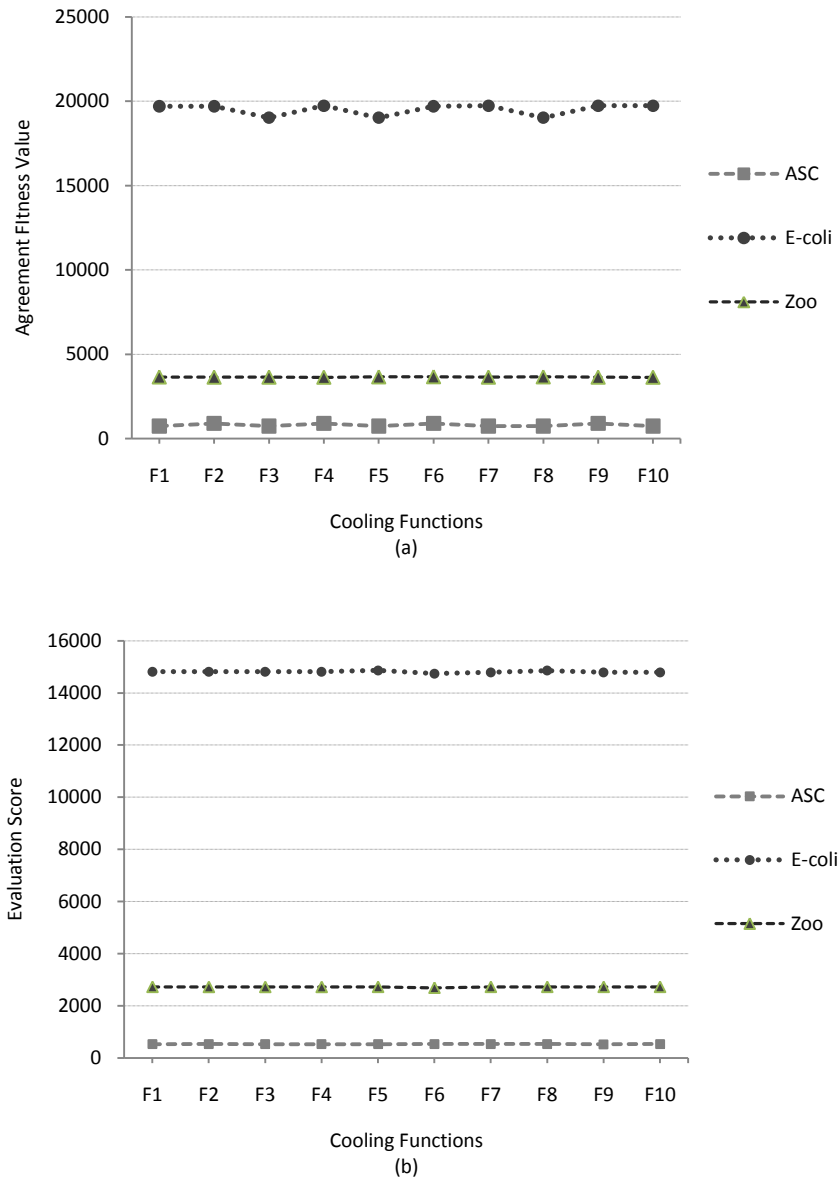 25000
20000
15000
10000
5000
0
Agreement FItness Value
F1 F2 F3 F4 F5 F6 F7 F8 F9 F10
Cooling Functions
(a)
ASC
E-coli
Zoo
16000
14000
12000
10000
8000
6000
4000
2000
0
Evaluation Score
F1 F2 F3 F4 F5 F6 F7 F8 F9 F10
Cooling Functions
(b)
ASC
E-coli
Zoo